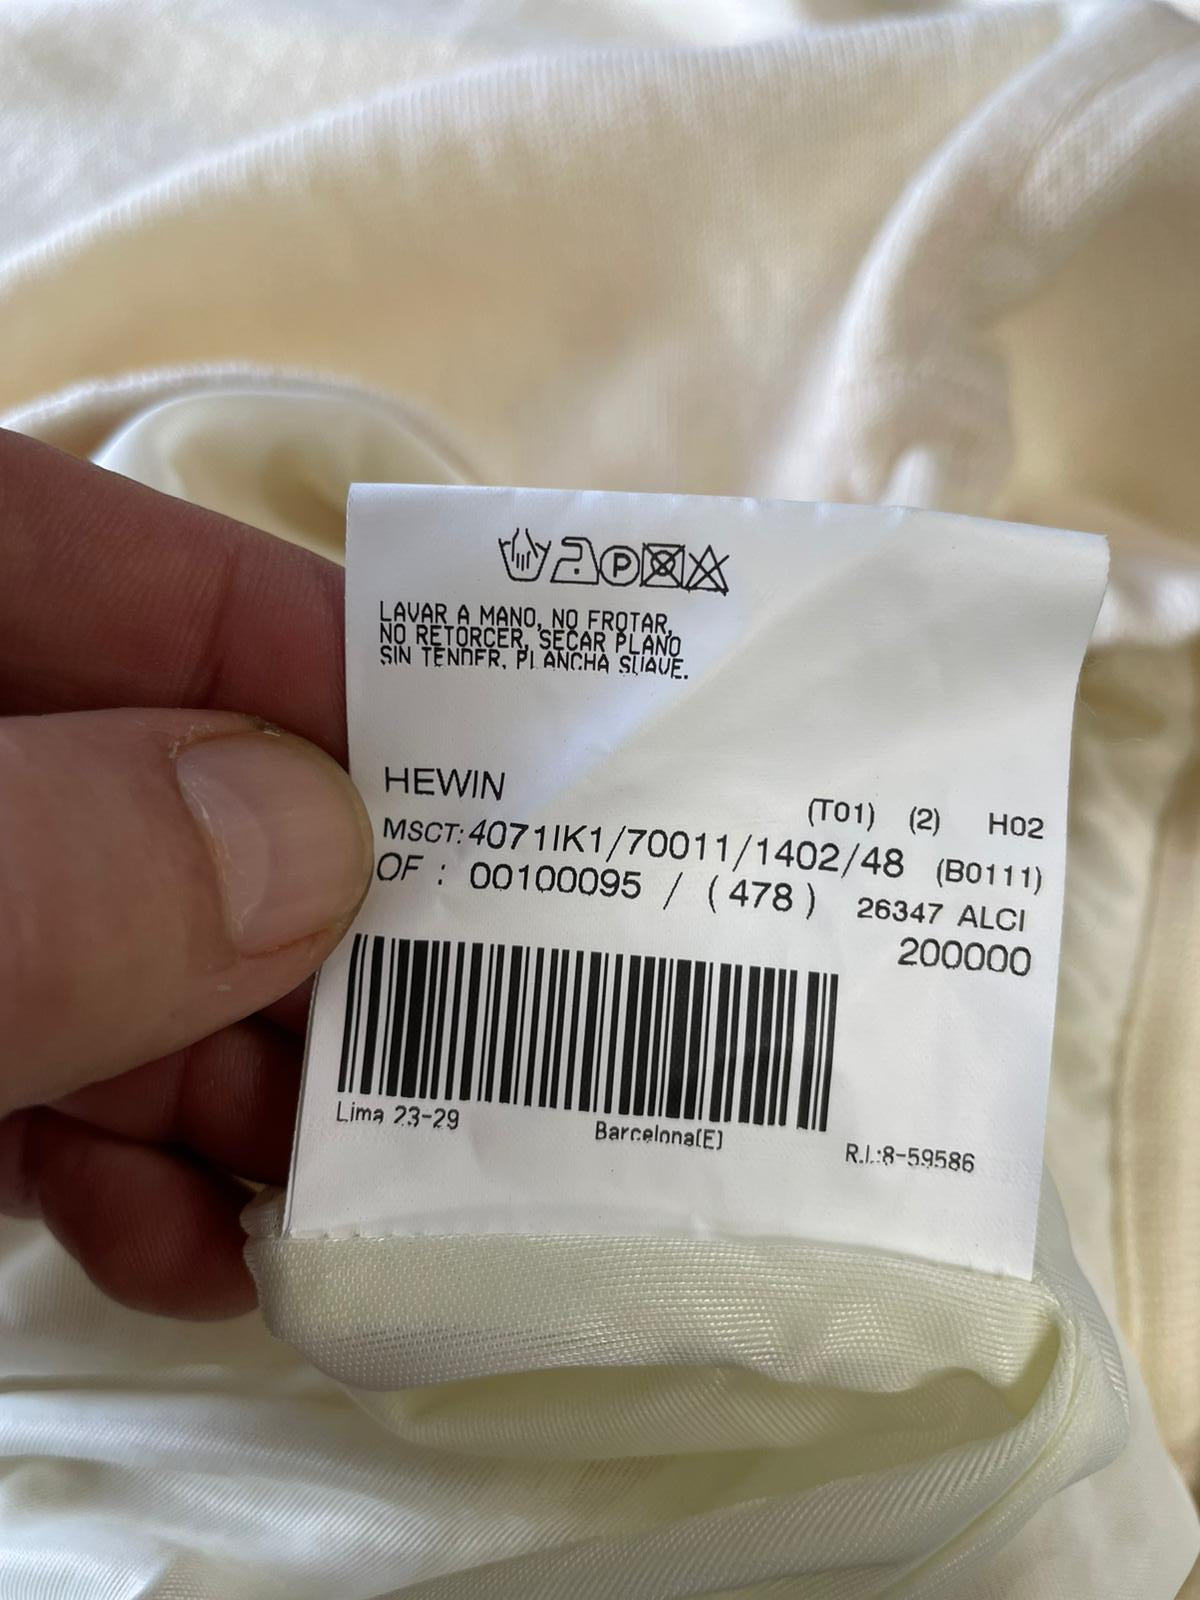 P
LAVAR A MANO, NO FROTAR,
NO RETORCER, SECAR PLANO
SIN TENDER, PLANCHA SUAVE.
HEWIN
(T01) (2) H02
MSCT: 4071IK1/70011/1402/48 (B0111)
OF : 00100095 / (478) 26347 ALCI
200000
Lima 23-29
Barcelona(E)
R.I.:8-59586